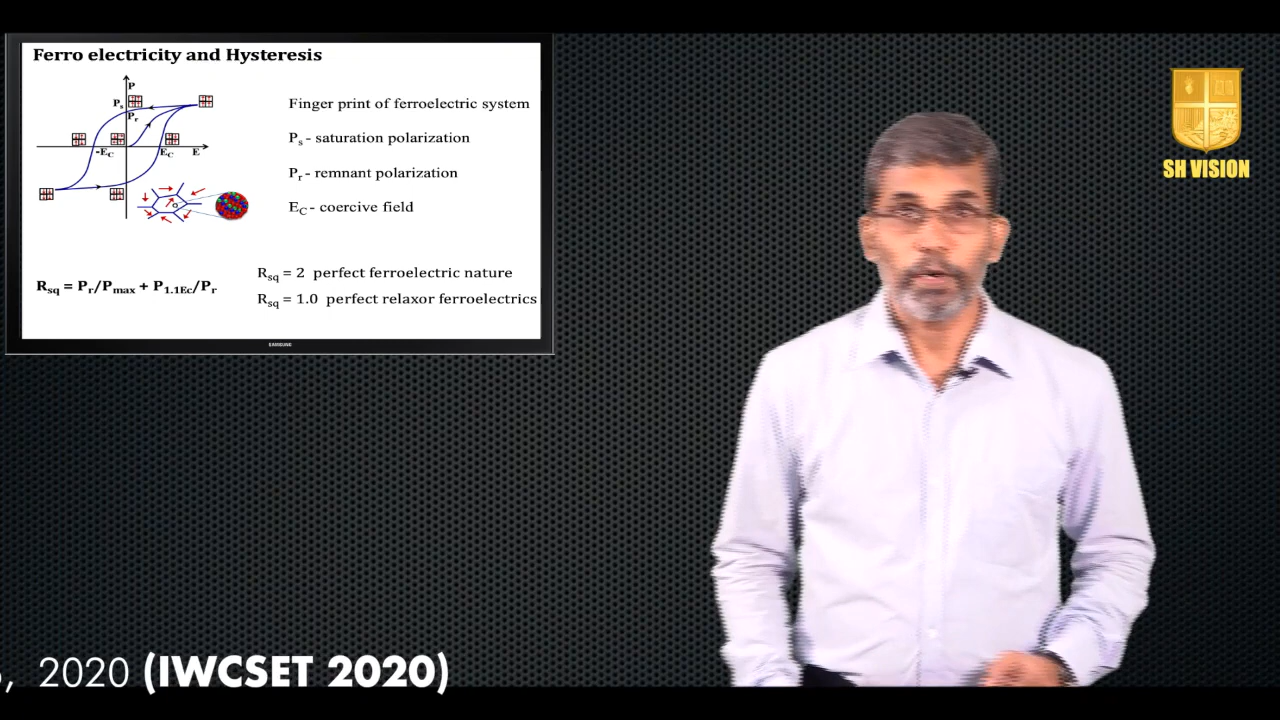 Ferro electricity and Hysteresis
P
Ps
Pr
-EC
EC
E
Finger print of ferroelectric system
Ps - saturation polarization
Pr - remnant polarization
EC - coercive field
Rsq = Pr/Pmax + P1.1Ec/Pr
Rsq = 2 perfect ferroelectric nature
Rsq = 1.0 perfect relaxor ferroelectrics
SAMSUNG
SH VISION
, 2020 (IWCSET 2020)